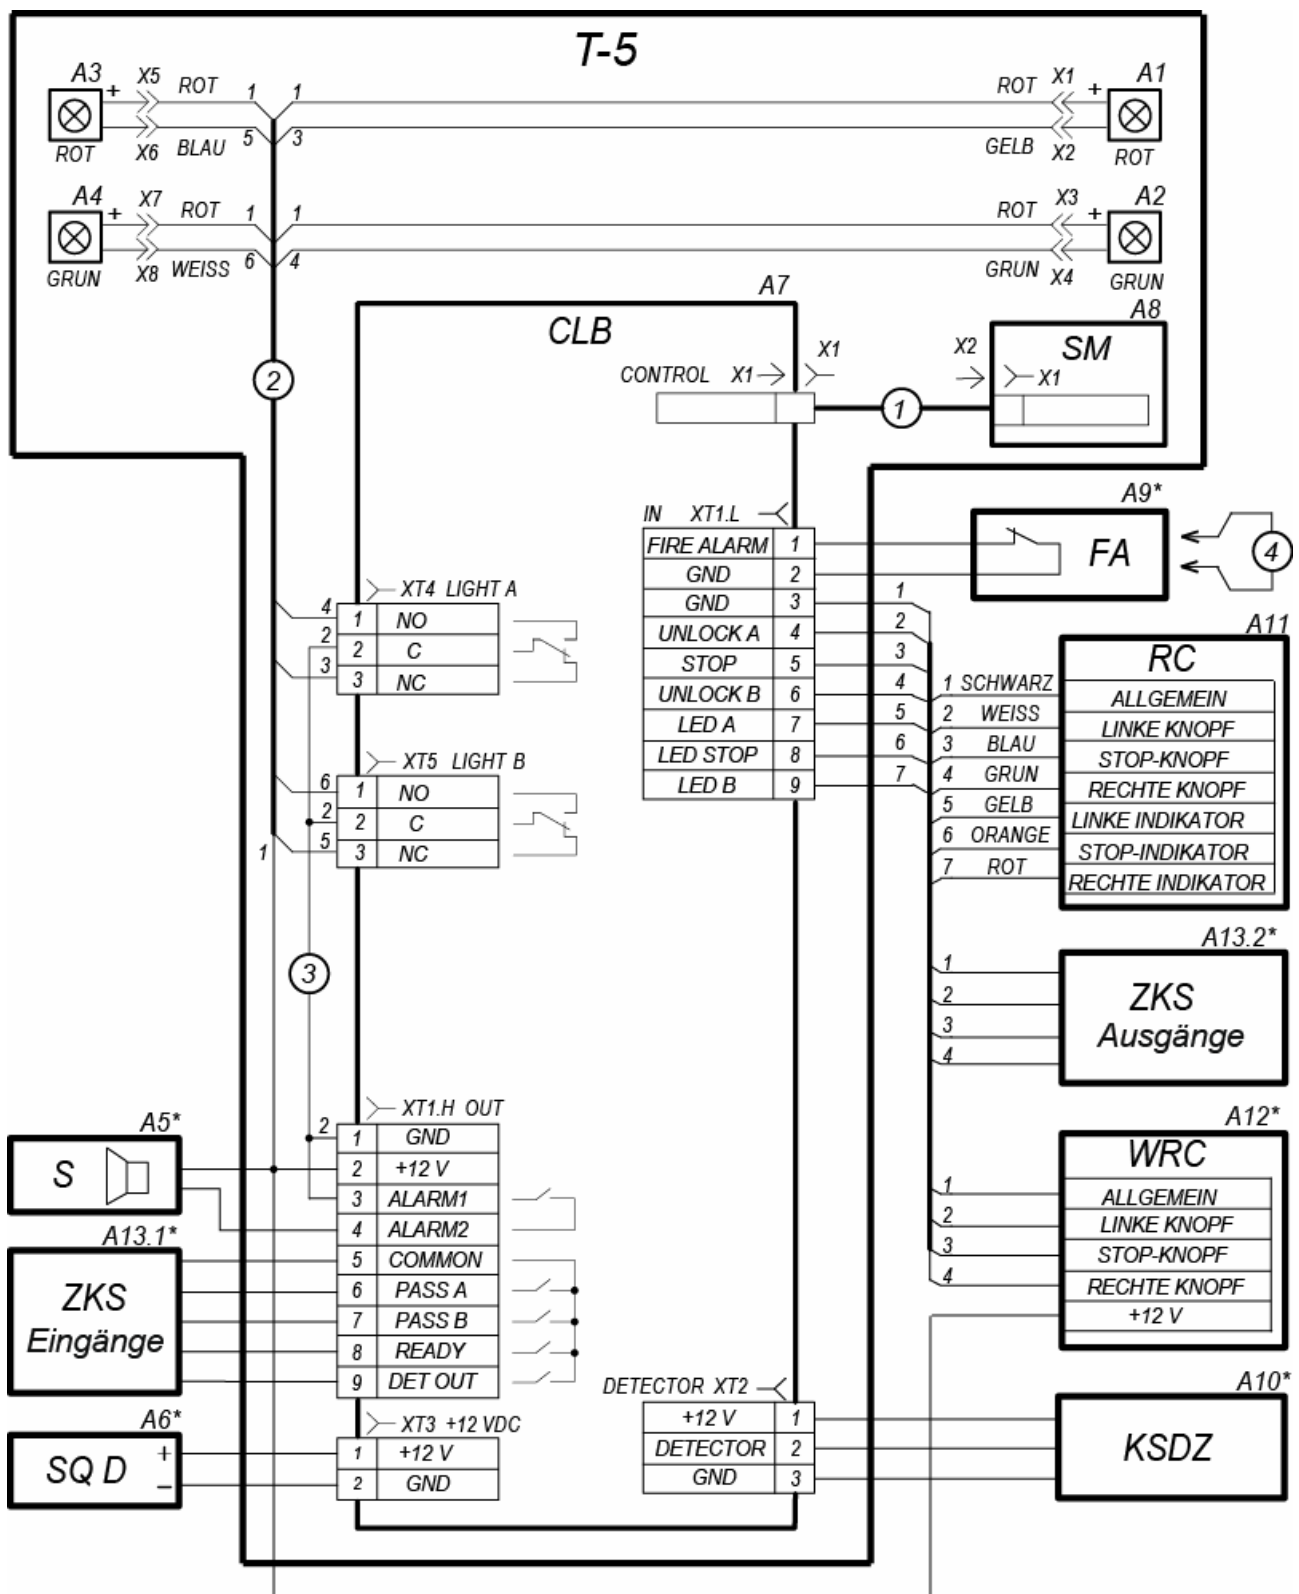 T-5
A3 X5 ROT 1 1 ROT X1 A1
+ +
ROT X6 BLAU 5 3 GELB X2 ROT
A4 X7 ROT 1 1 ROT X3 A2
+ +
GRUN X8 WEISS 6 4 GRUN X4 GRUN
A7
CLB
A8
SM
2
CONTROL X1 X1 X2 X1
1
IN XT1.L
FIRE ALARM 1
GND 2
GND 3
UNLOCK A 4
STOP 5
UNLOCK B 6
LED A 7
LED STOP 8
LED B 9
1
2
3
4
5
6
7
A9*
FA
4
XT4 LIGHT A
4 1 NO
2 2 C
3 3 NC
XT5 LIGHT B
6 1 NO
2 2 C
5 3 NC
1
3
A11
RC
1 SCHWARZ ALLGEMEIN
2 WEISS LINKE KNOPF
3 BLAU STOP-KNOPF
4 GRUN RECHTE KNOPF
5 GELB LINKE INDIKATOR
6 ORANGE STOP-INDIKATOR
7 ROT RECHTE INDIKATOR
A13.2*
1
2
3
4
ZKS
Ausgänge
XT1.H OUT
2 1 GND
2 +12 V
3 ALARM1
4 ALARM2
5 COMMON
6 PASS A
7 PASS B
8 READY
9 DET OUT
A5*
S
A13.1*
ZKS
Eingänge
A12*
WRC
1 ALLGEMEIN
2 LINKE KNOPF
3 STOP-KNOPF
4 RECHTE KNOPF
+12 V
A6*
SQ D
+
−
XT3 +12 VDC
1 +12 V
2 GND
DETECTOR XT2
+12 V 1
DETECTOR 2
GND 3
A10*
KSDZ